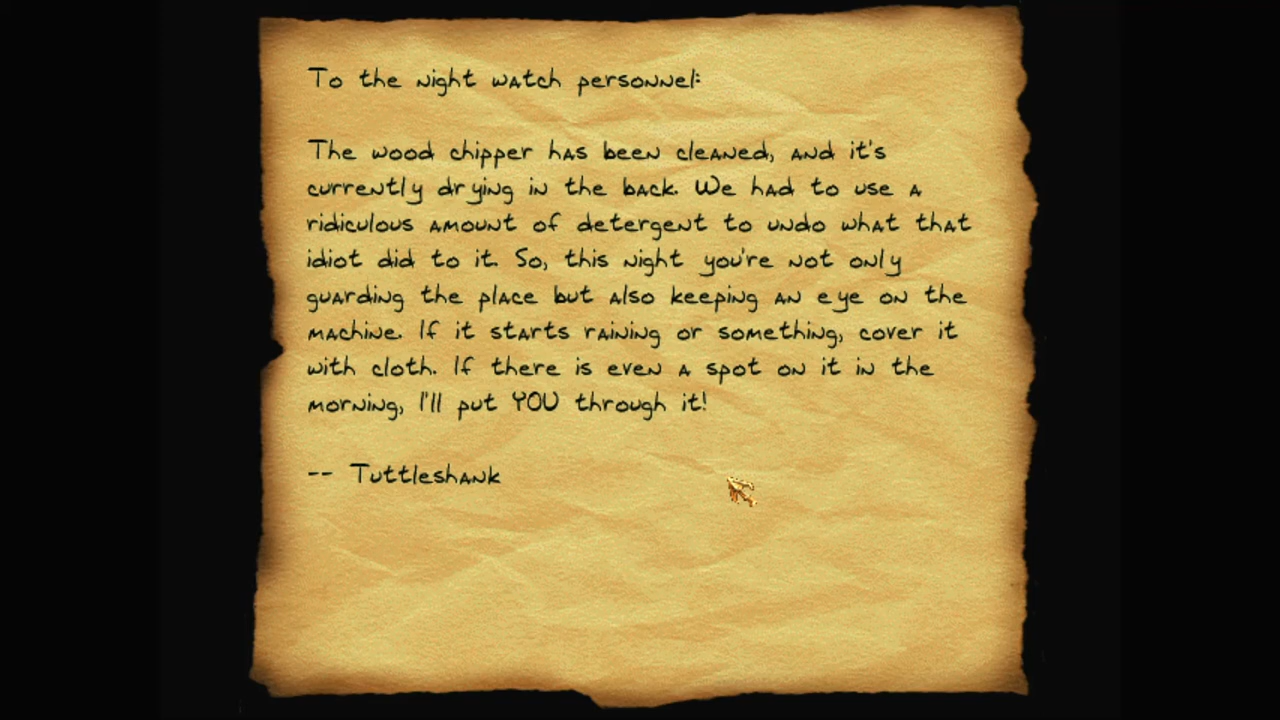 To the night watch personnel:
The wood chipper has been cleaned, and it's
currently drying in the back. We had to use a
ridiculous amount of detergent to undo what that
idiot did to it. So, this night you're not only
guarding the place but also keeping an eye on the
machine. If it starts raining or something, cover it
with cloth. If there is even a spot on it in the
morning, I'll put YOU through it!
-- Tuttleshank